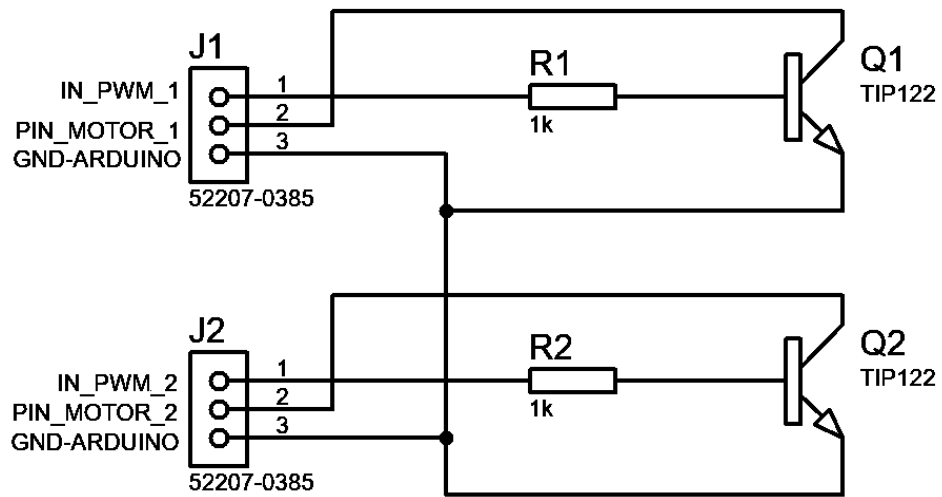 J1
IN_PWM_1
PIN_MOTOR_1
GND-ARDUINO
1
2
3
52207-0385
R1
1k
Q1
TIP122
J2
IN_PWM_2
PIN_MOTOR_2
GND-ARDUINO
1
2
3
52207-0385
R2
1k
Q2
TIP122